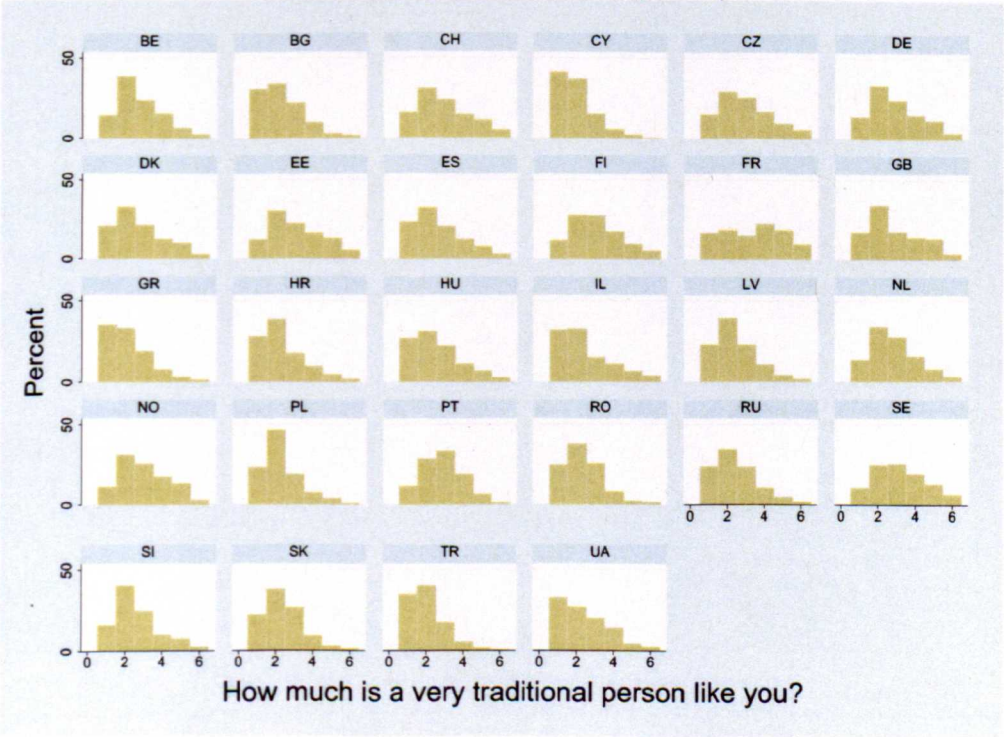 BE BG CH CY CZ DE
50
0
DK EE ES FI FR GB
50
0
GR HR HU IL LV NL
50
0
Percent
NO PL PT RO RU SE
50
0
0 2 4 6 0 2 4 6
SI SK TR UA
50
0
0 2 4 6 0 2 4 6 0 2 4 6 0 2 4 6
How much is a very traditional person like you?